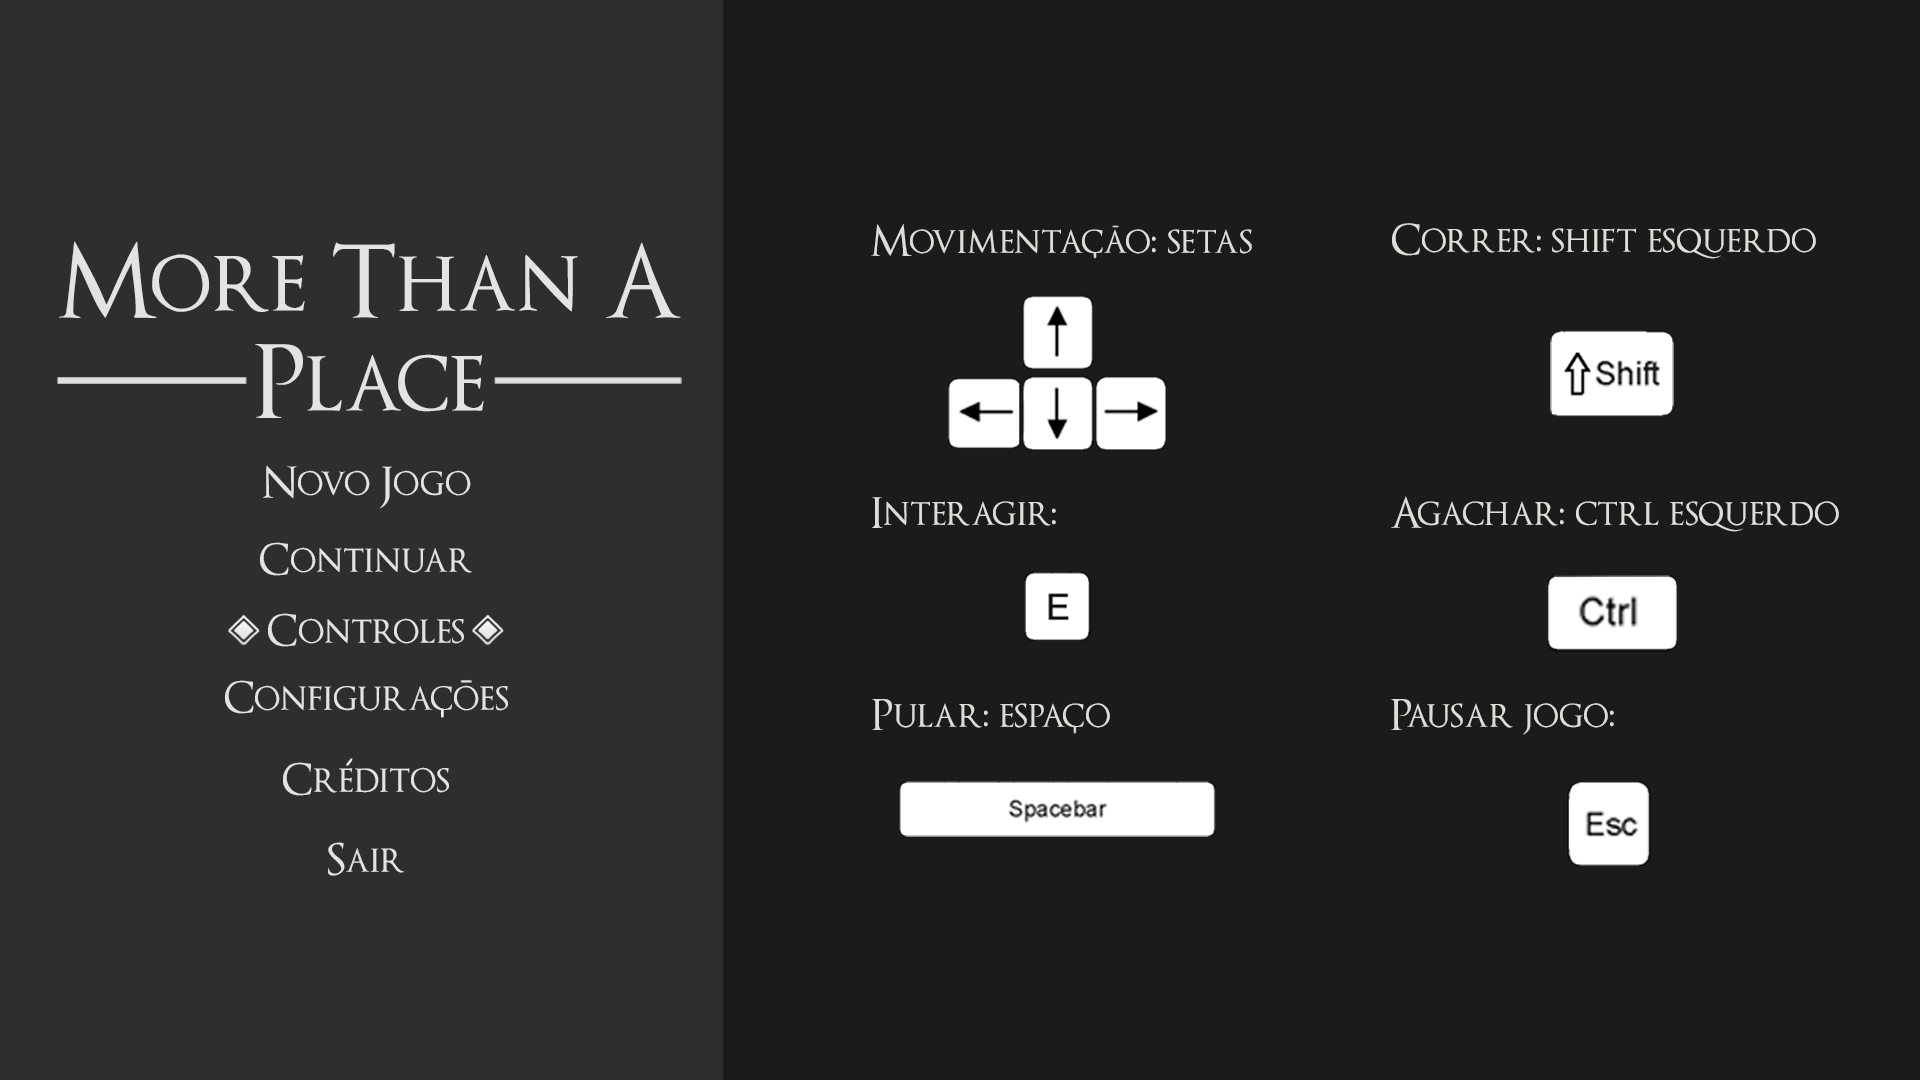 More Than A
Place
Novo Jogo
Continuar
Controles
Configurações
Créditos
Sair
Movimentação: setas
Correr: shift esquerdo
Shift
Interagir:
Agachar: ctrl esquerdo
E
Ctrl
Pular: espaço
Pausar jogo:
Spacebar
Esc